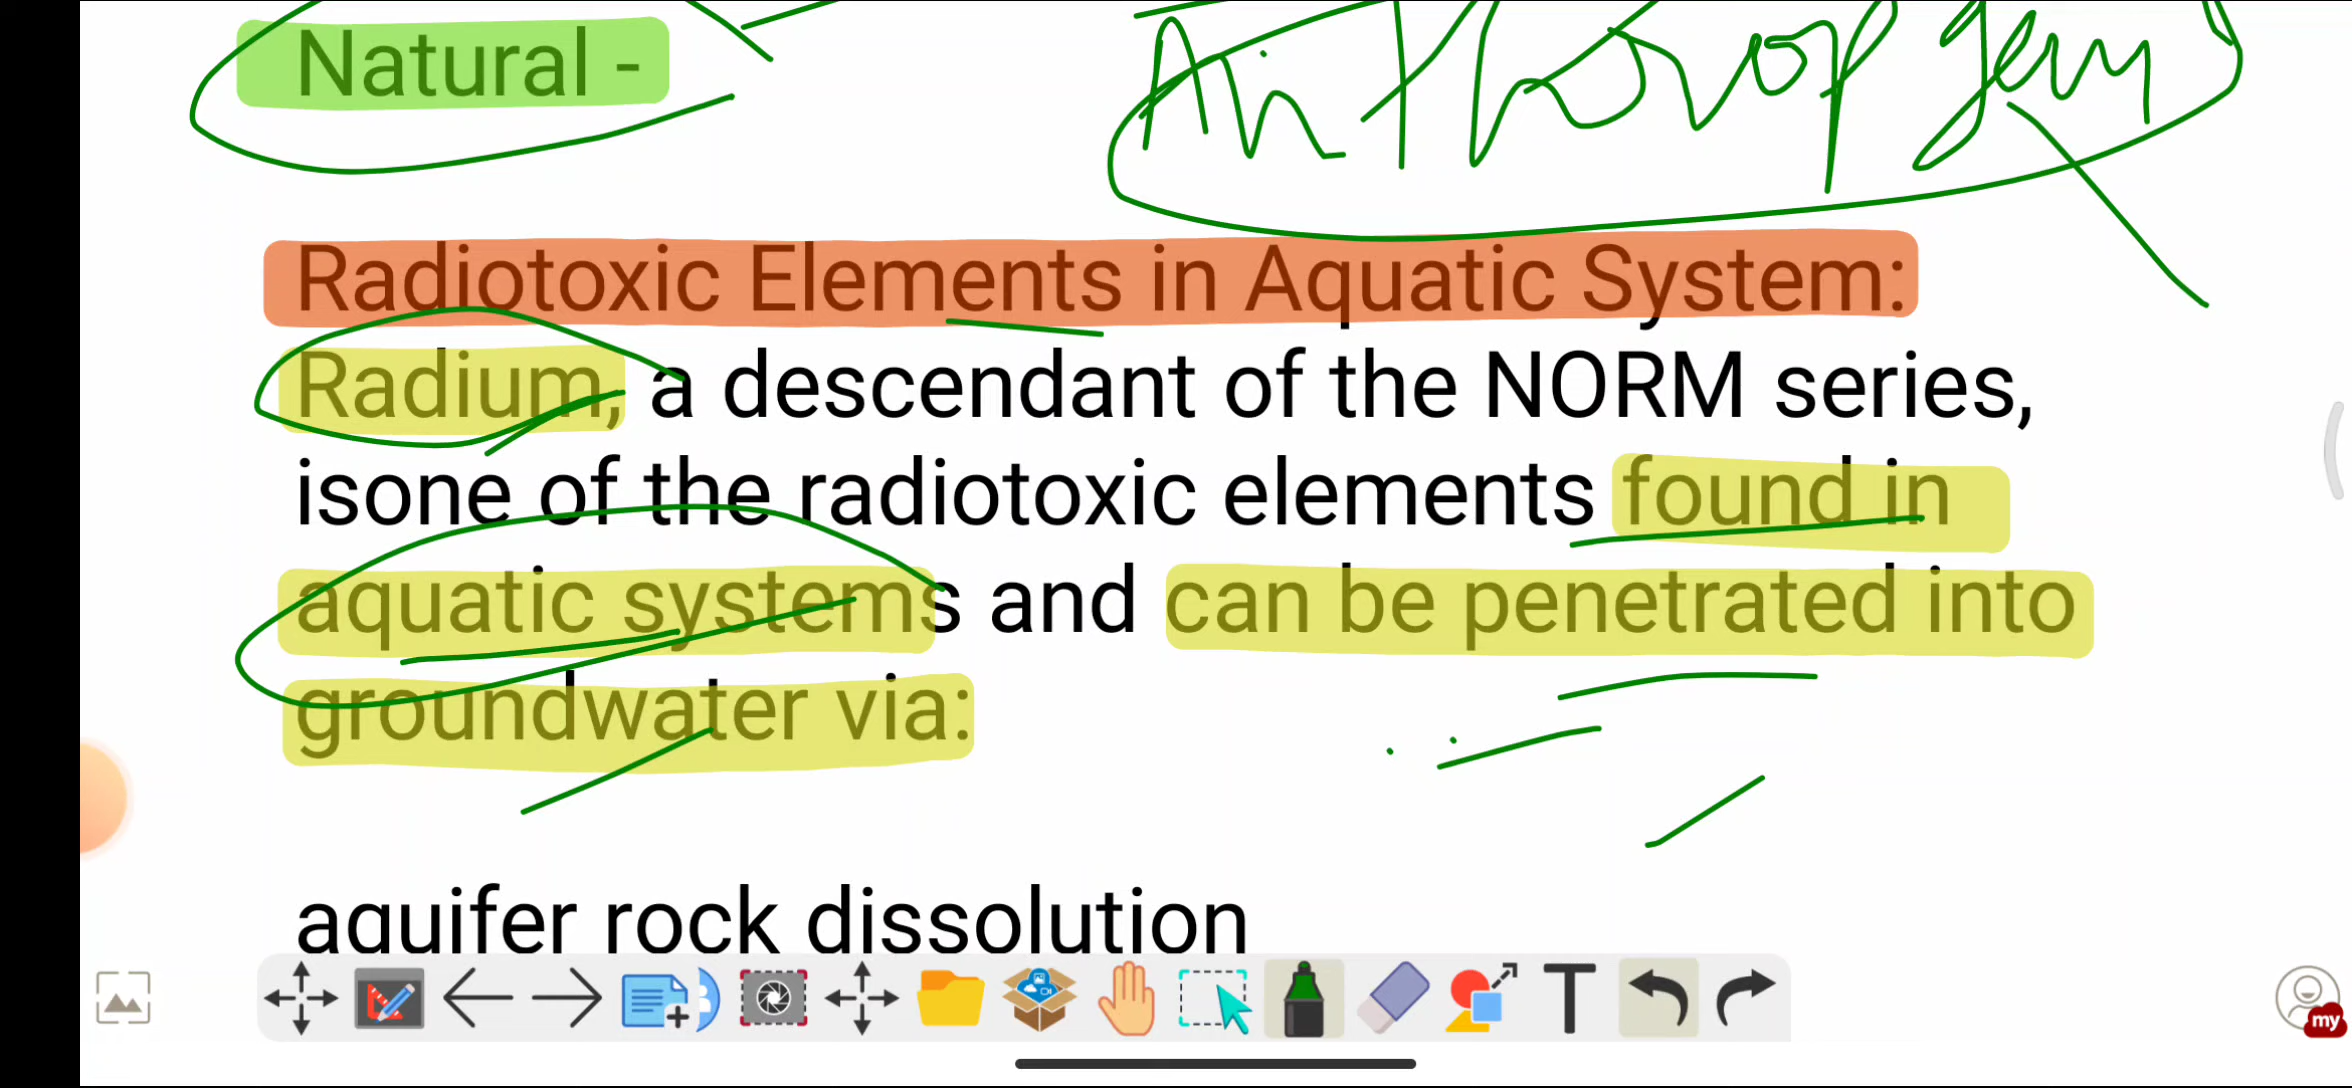 Natural -
Radiotoxic Elements in Aquatic System:
Radium, a descendant of the NORM series,
isone of the radiotoxic elements found in
aquatic systems and can be penetrated into
groundwater via:
aquifer rock dissolution
T
my